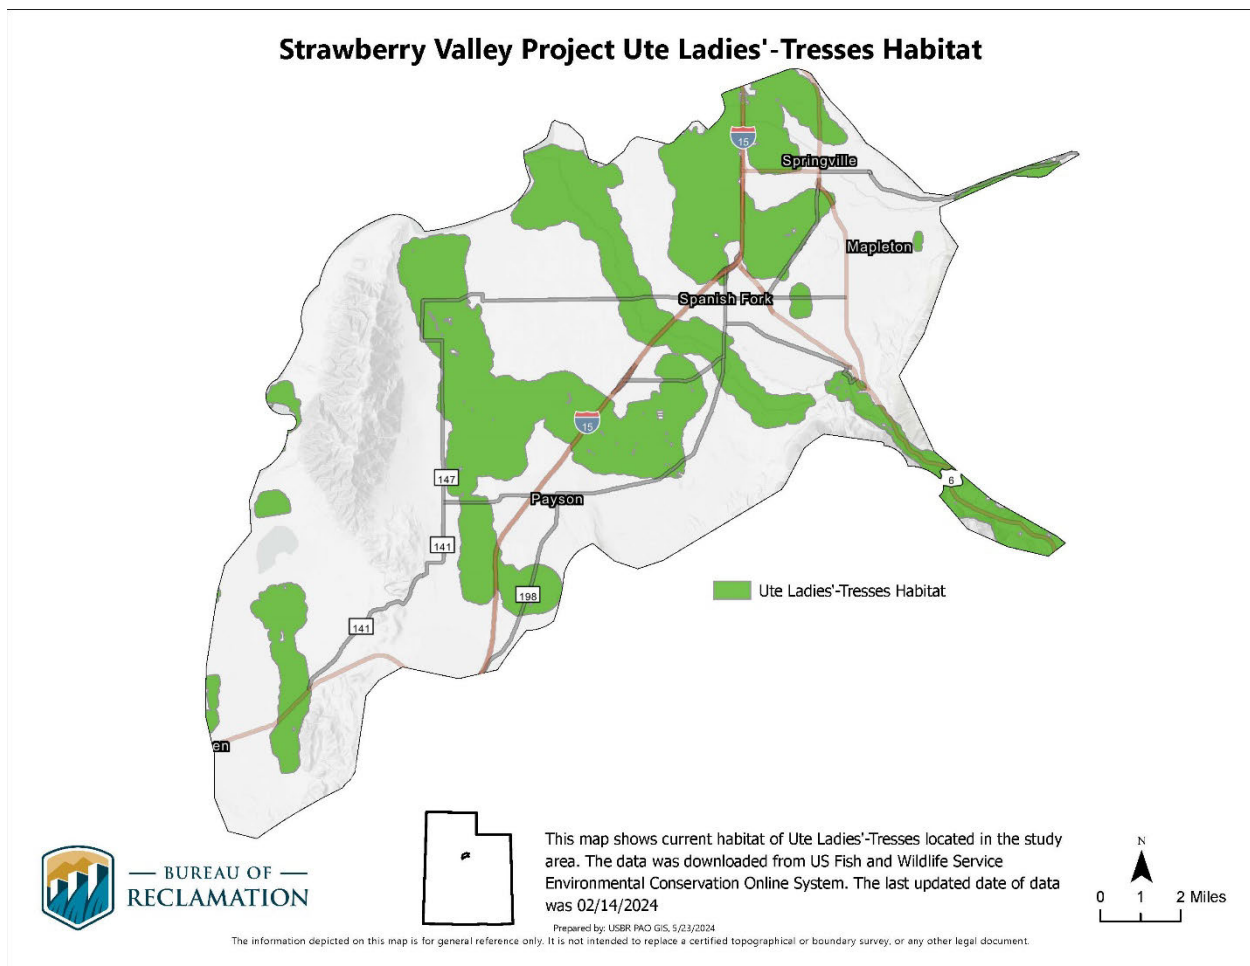 Strawberry Valley Project Ute Ladies'-Tresses Habitat
15
Springville
Mapleton
Spanish Fork
15
147
6
Payson
141
198
Ute Ladies'-Tresses Habitat
141
en
BUREAU OF
RECLAMATION
This map shows current habitat of Ute Ladies'-Tresses located in the study
area. The data was downloaded from US Fish and Wildlife Service
Environmental Conservation Online System. The last updated date of data
was 02/14/2024
N
0 1 2 Miles
Prepared by: USBR PAO GIS, 5/23/2024
The information depicted on this map is for general reference only. It is not intended to replace a certified topographical or boundary survey, or any other legal document.